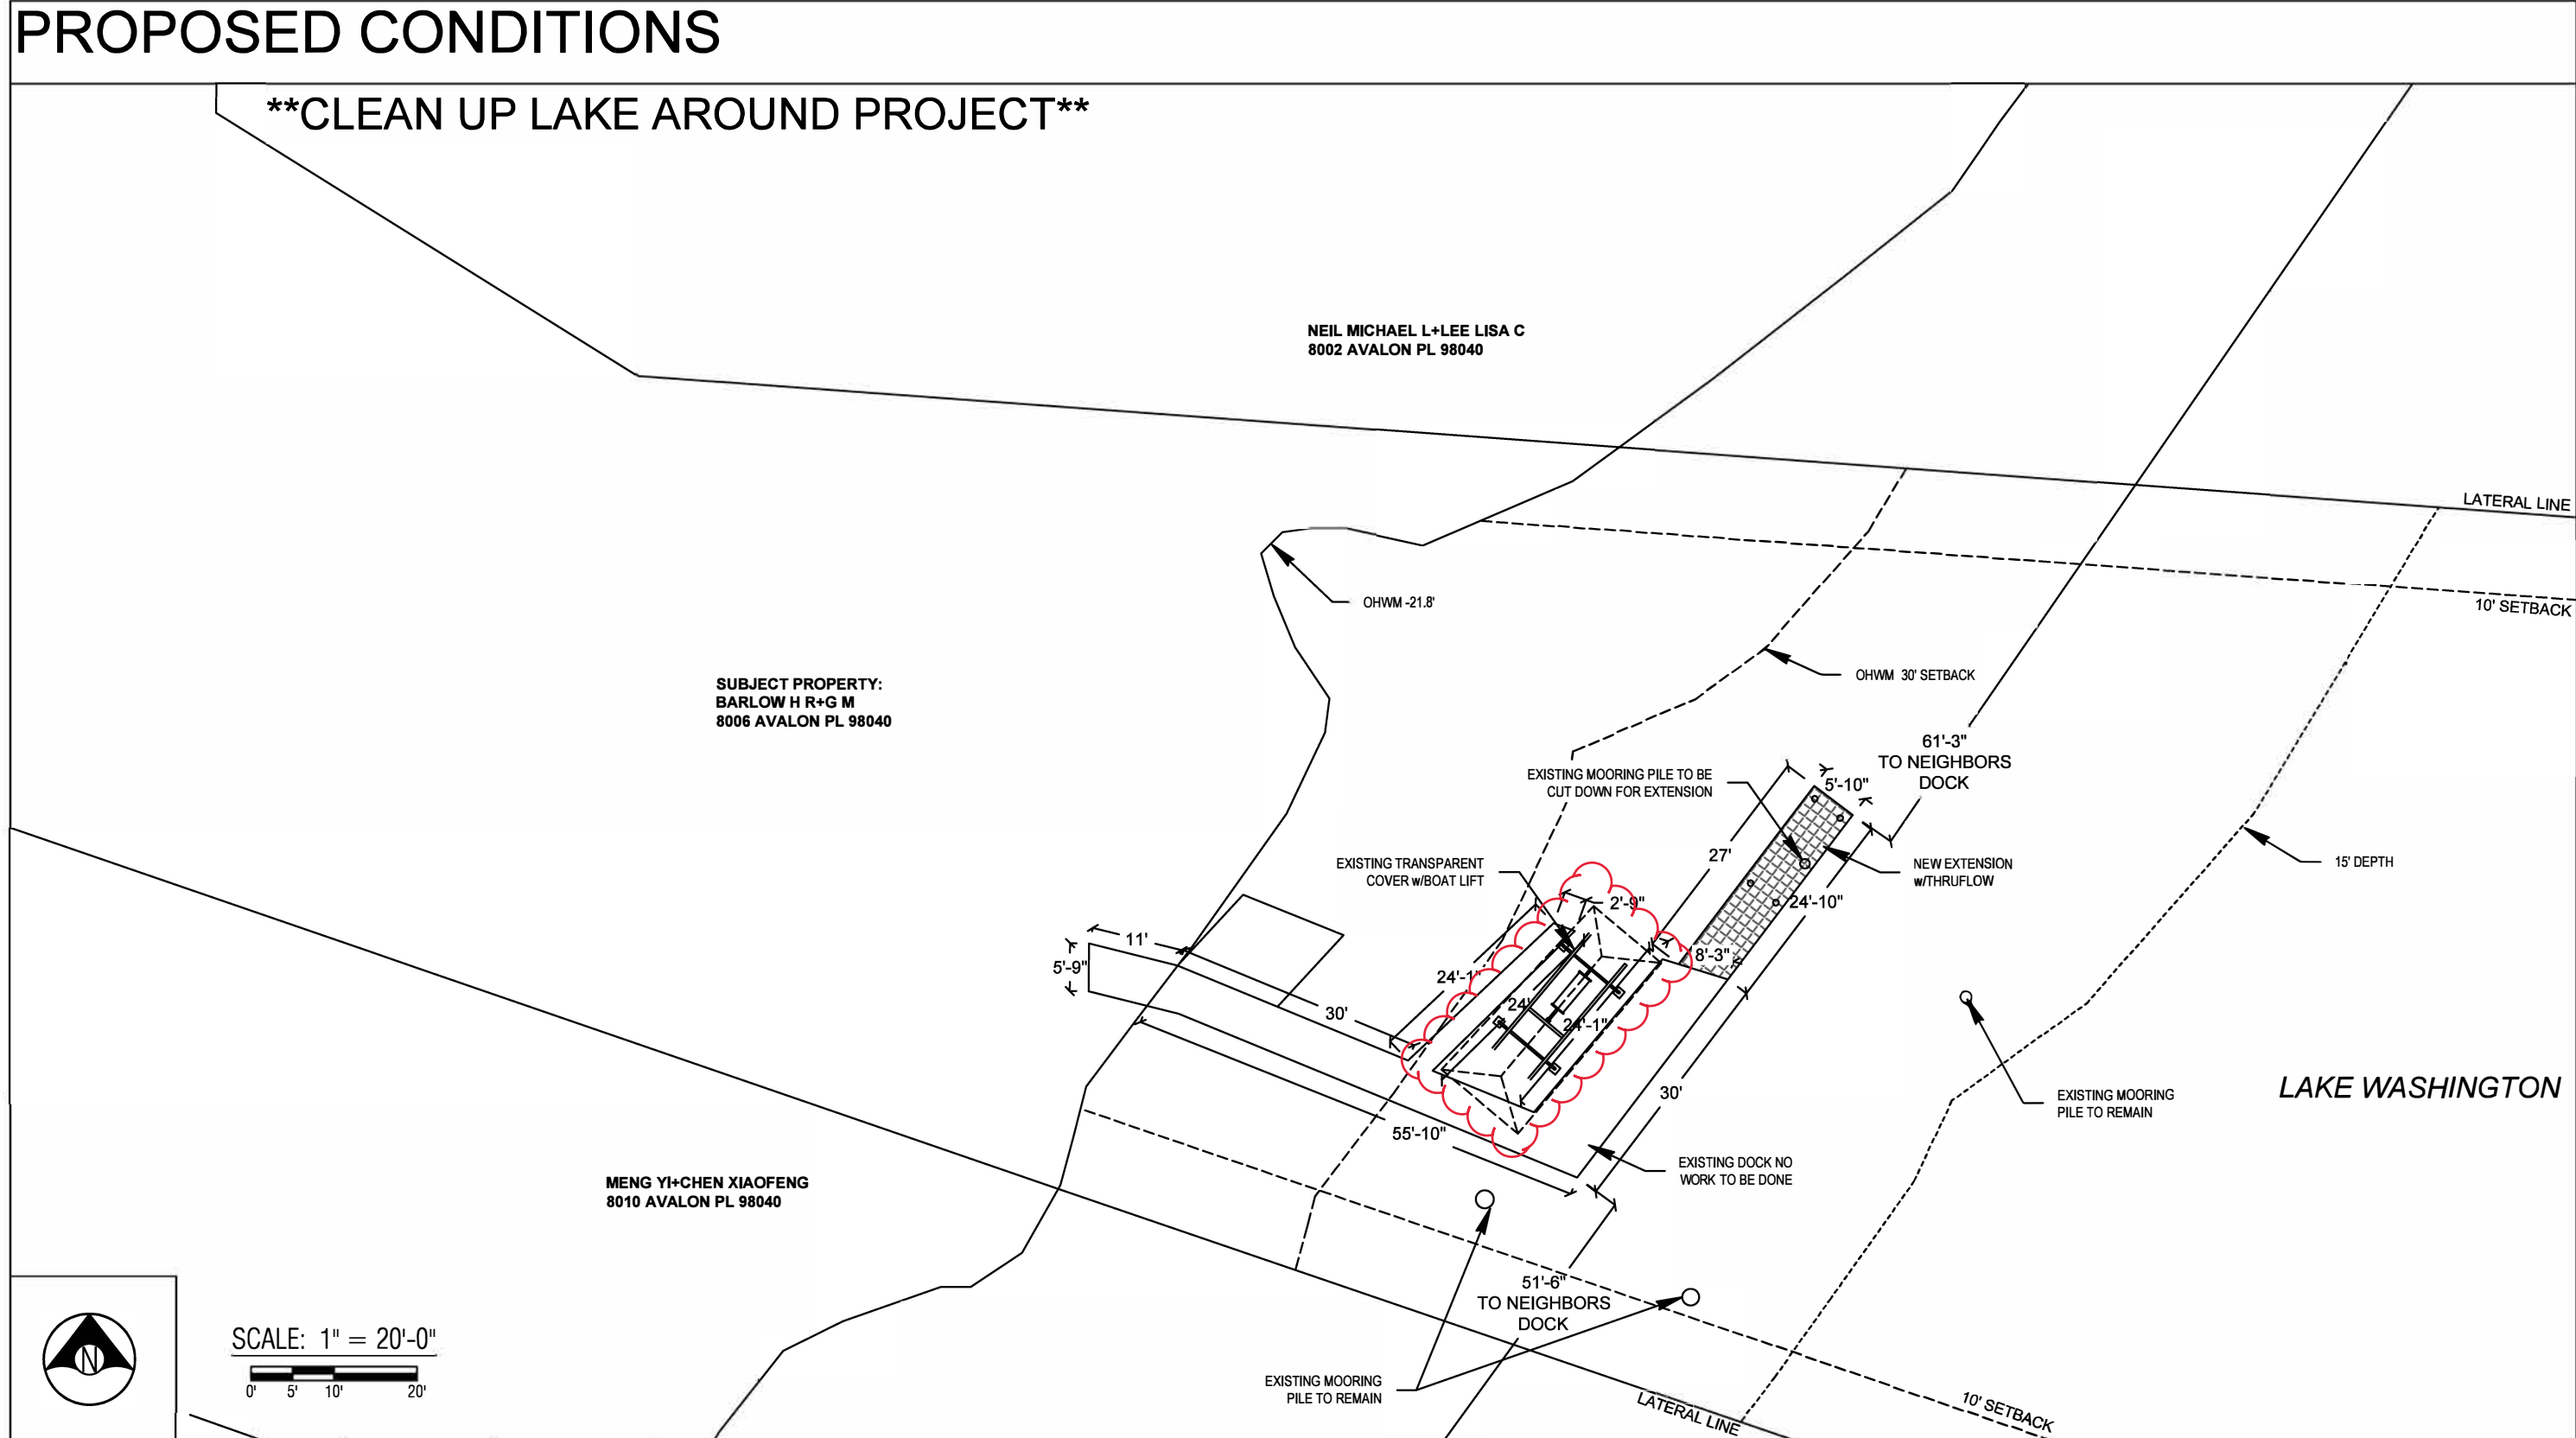 PROPOSED CONDITIONS
**CLEAN UP LAKE AROUND PROJECT**
NEIL MICHAEL L+LEE LISA C
8002 AVALON PL 98040
LATERAL LINE
10' SETBACK
OHWM -21.8'
OHWM 30' SETBACK
SUBJECT PROPERTY:
BARLOW H R+G M
8006 AVALON PL 98040
61'-3"
TO NEIGHBORS
DOCK
EXISTING MOORING PILE TO BE
CUT DOWN FOR EXTENSION
5'-10"
27'
EXISTING TRANSPARENT
COVER w/BOAT LIFT
NEW EXTENSION
w/THRUFLOW
15' DEPTH
2'-9"
24'-10"
11'
5'-9"
8'-3"
24'-1"
24'
24'-1"
30'
30'
EXISTING MOORING
PILE TO REMAIN
LAKE WASHINGTON
55'-10"
EXISTING DOCK NO
WORK TO BE DONE
MENG YI+CHEN XIAOFENG
8010 AVALON PL 98040
51'-6"
TO NEIGHBORS
DOCK
N
SCALE: 1" = 20'-0"
0' 5' 10' 20'
EXISTING MOORING
PILE TO REMAIN
LATERAL LINE
10' SETBACK